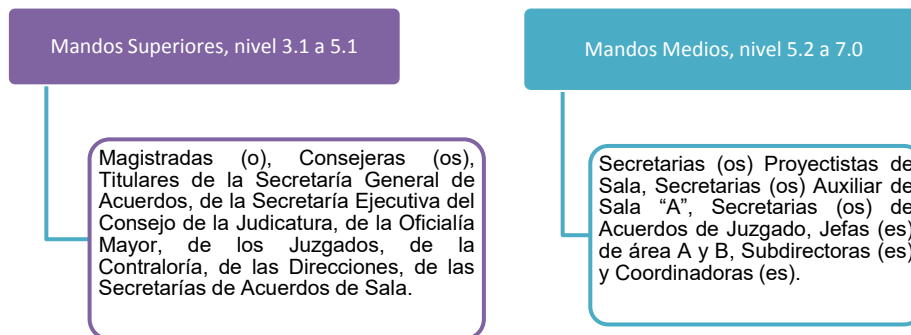 Mandos Superiores, nivel 3.1 a 5.1
Magistradas (o), Consejeras (os),
Titulares de la Secretaría General de
Acuerdos, de la Secretaría Ejecutiva del
Consejo de la Judicatura, de la Oficialía
Mayor, de los Juzgados, de la
Contraloría, de las Direcciones, de las
Secretarías de Acuerdos de Sala.
Mandos Medios, nivel 5.2 a 7.0
Secretarias (os) Proyectistas de
Sala, Secretarias (os) Auxiliar de
Sala “A”, Secretarias (os) de
Acuerdos de Juzgado, Jefas (es)
de área A y B, Subdirectoras (es)
y Coordinadoras (es).